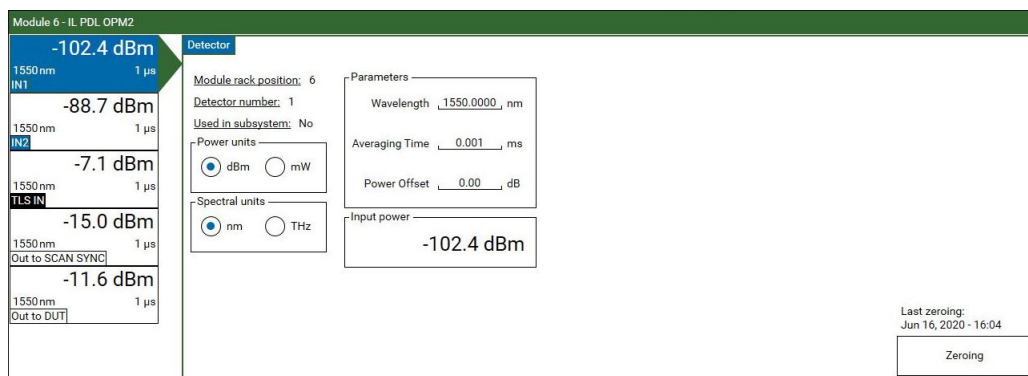 Module 6 - IL PDL OPM2
-102.4 dBm
1550 nm 1 µs
IN1
-88.7 dBm
1550 nm 1 µs
IN2
-7.1 dBm
1550 nm 1 µs
TLS IN
-15.0 dBm
1550 nm 1 µs
Out to SCAN SYNC
-11.6 dBm
1550 nm 1 µs
Out to DUT
Detector
Module rack position: 6
Detector number: 1
Used in subsystem: No
Power units
dBm mW
Spectral units
nm THz
Parameters
Wavelength 1550.0000 nm
Averaging Time 0.001 ms
Power Offset 0.00 dB
Input power
-102.4 dBm
Last zeroing:
Jun 16, 2020 - 16:04
Zeroing